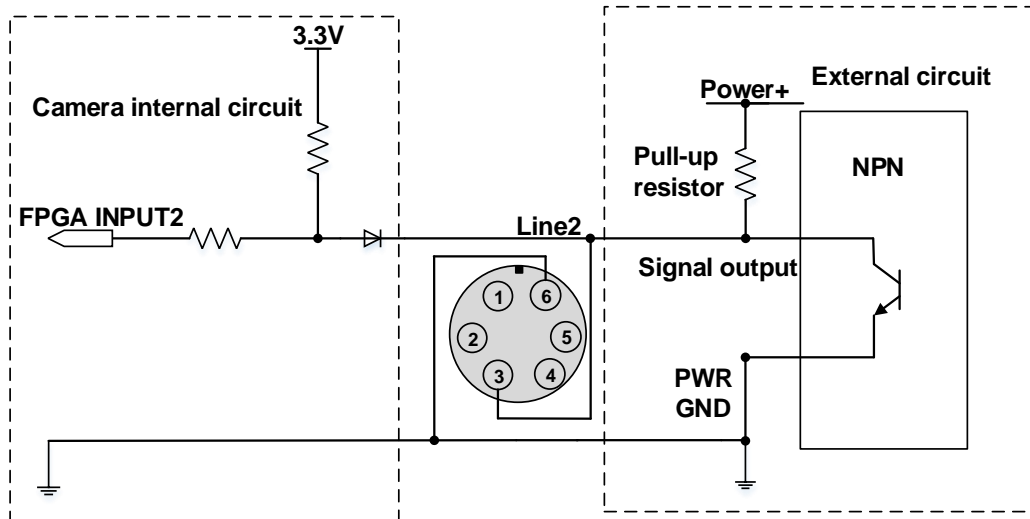 3.3V
Camera internal circuit
Power+
External circuit
Pull-up
resistor
NPN
FPGA INPUT2
Line2
Signal output
1
6
2
5
3
4
PWR
GND